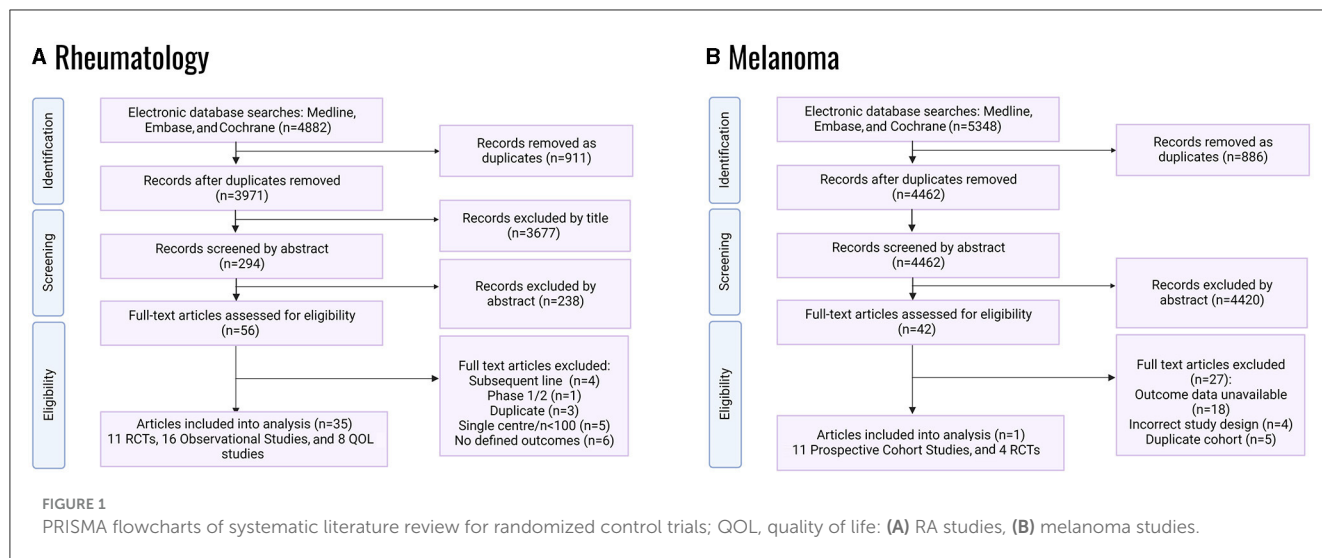 A Rheumatology
Identification
Screening
Eligibility
Electronic database searches: Medline,
Embase, and Cochrane (n=4882)
Records removed as
duplicates (n=911)
Records after duplicates removed
(n=3971)
Records excluded by title
(n=3677)
Records screened by abstract
(n=294)
Records excluded by
abstract (n=238)
Full-text articles assessed for eligibility
(n=56)
Full text articles excluded:
Subsequent line (n=4)
Phase 1/2 (n=1)
Duplicate (n=3)
Single centre/n<100 (n=5)
No defined outcomes (n=6)
Articles included into analysis (n=35)
11 RCTs, 16 Observational Studies, and 8 QOL
studies
B Melanoma
Identification
Screening
Eligibility
Electronic database searches: Medline,
Embase, and Cochrane (n=5348)
Records removed as
duplicates (n=886)
Records after duplicates removed
(n=4462)
Records screened by abstract
(n=4462)
Records excluded by
abstract (n=4420)
Full-text articles assessed for eligibility
(n=42)
Full text articles excluded
(n=27):
Outcome data unavailable
(n=18)
Incorrect study design (n=4)
Duplicate cohort (n=5)
Articles included into analysis (n=1)
11 Prospective Cohort Studies, and 4 RCTs
FIGURE 1
PRISMA flowcharts of systematic literature review for randomized control trials; QOL, quality of life: (A) RA studies, (B) melanoma studies.